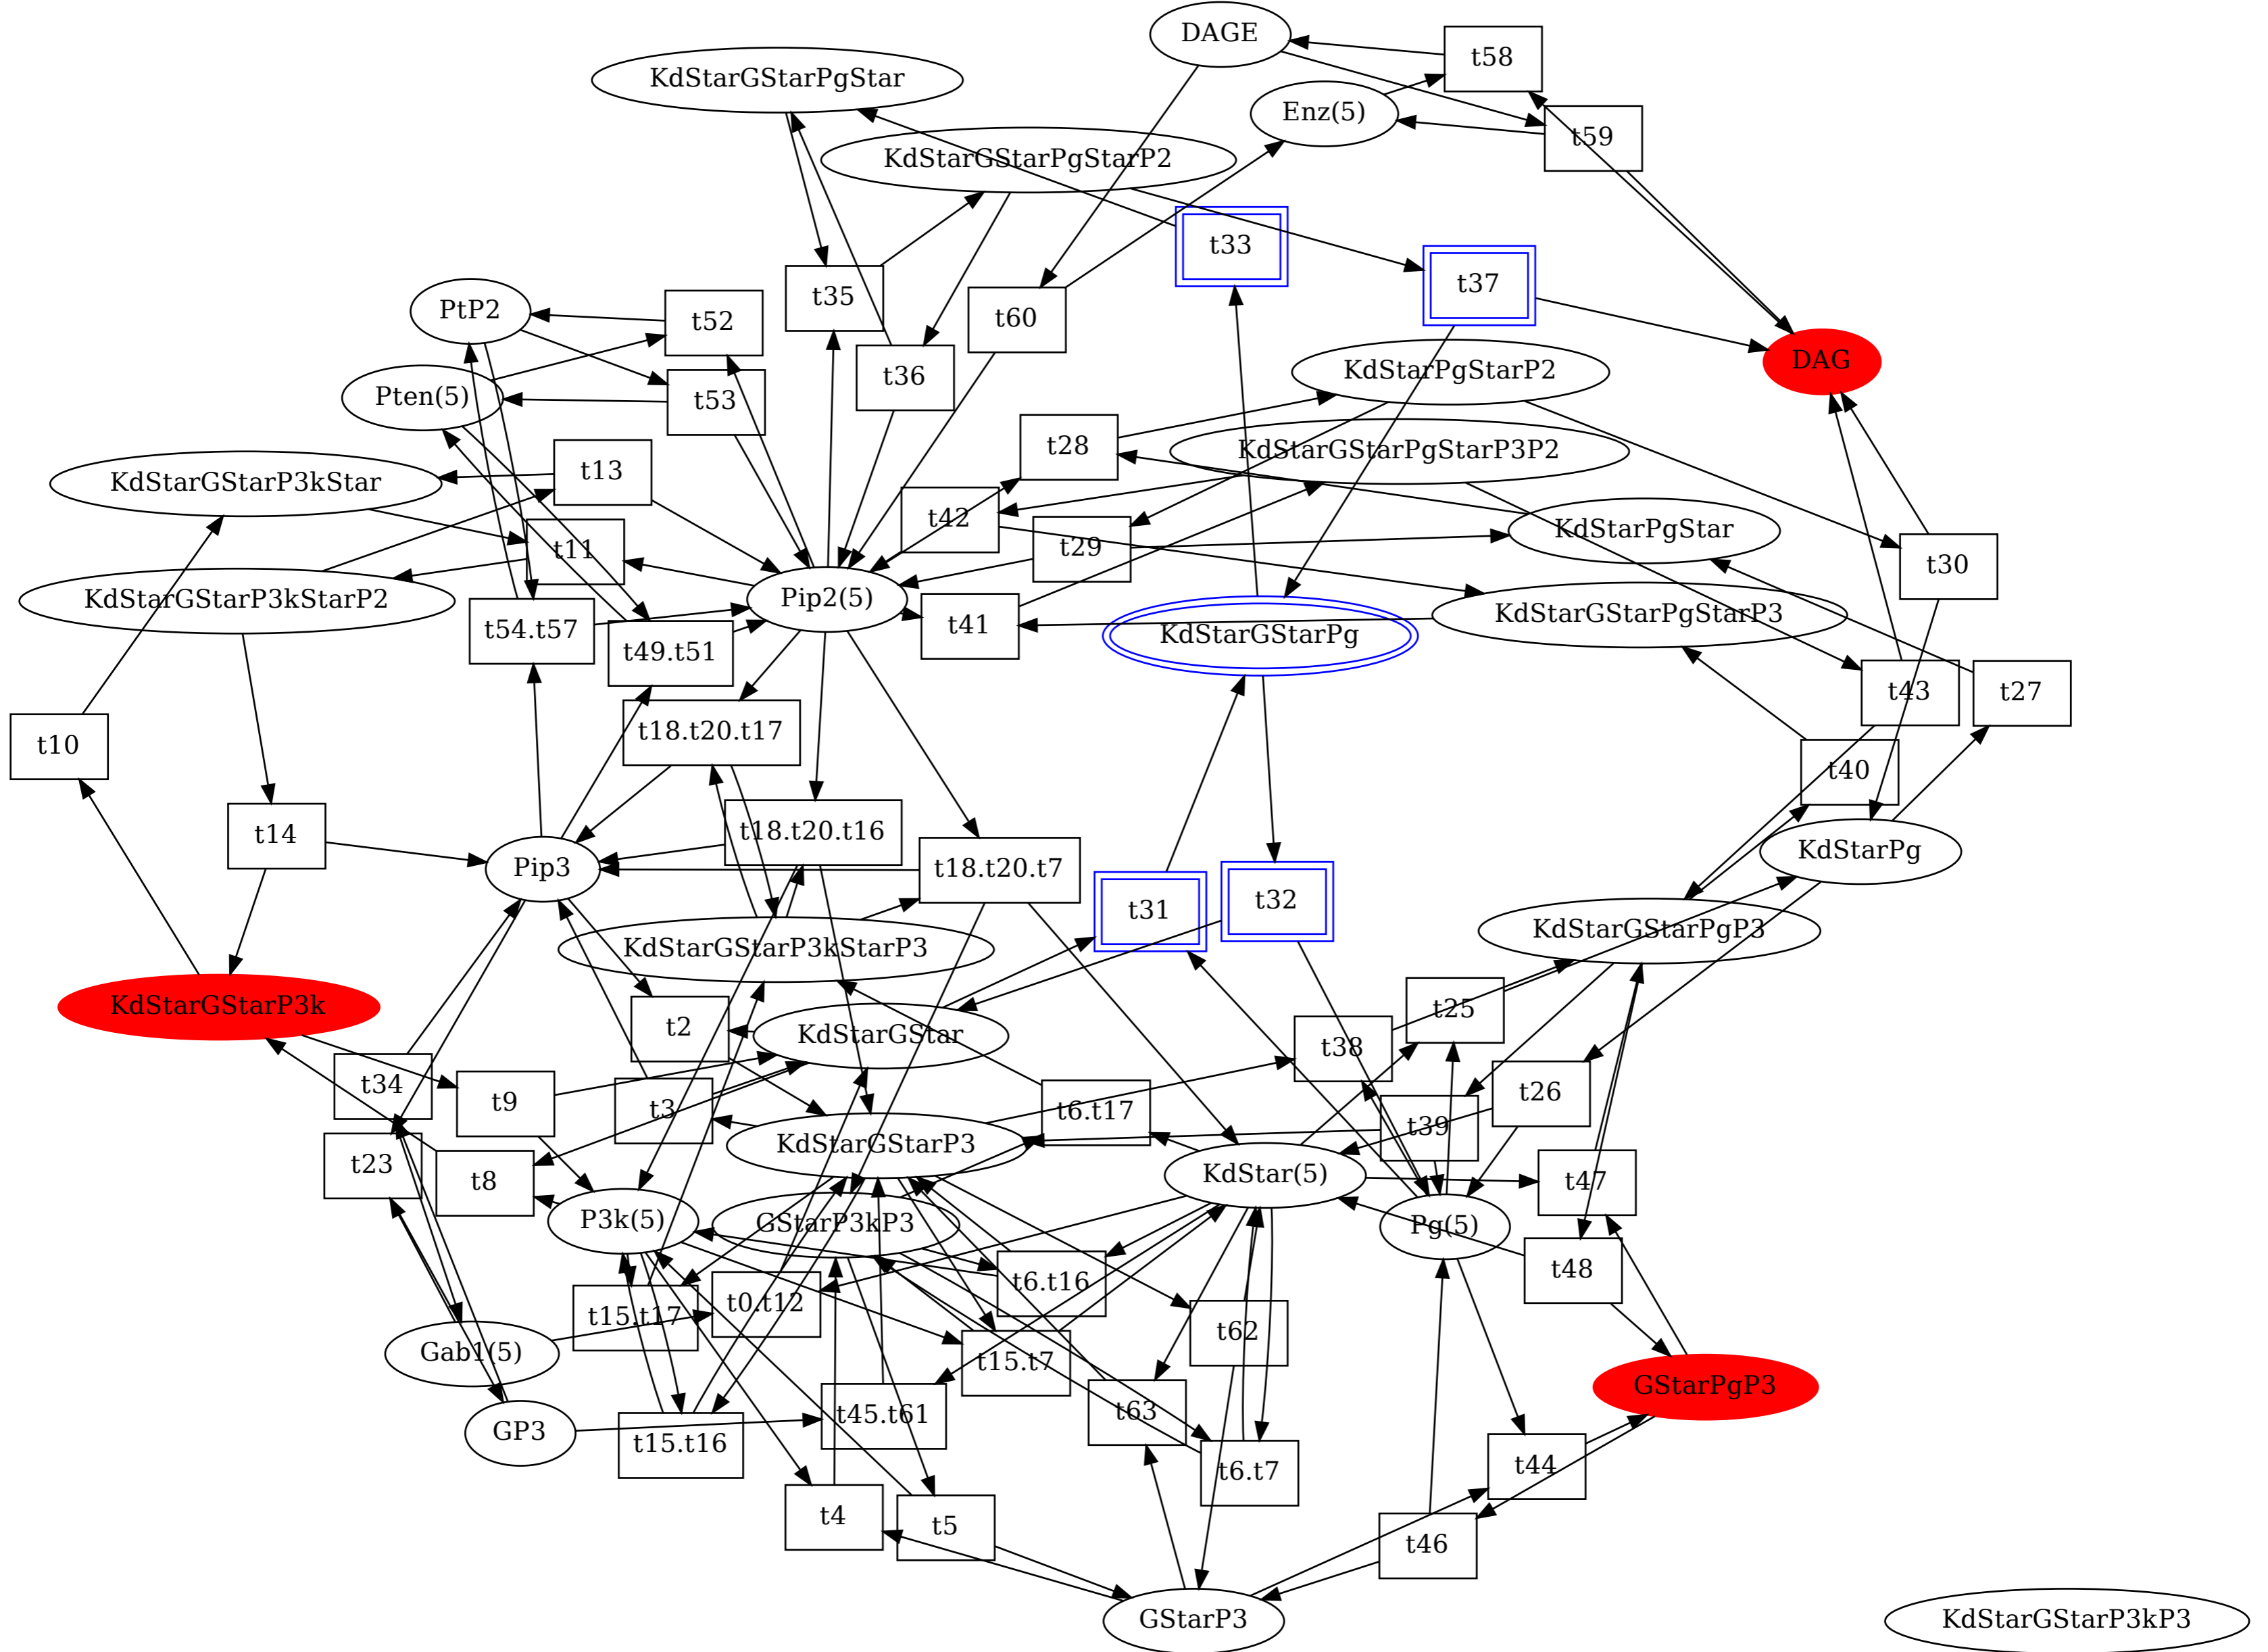 DAGE
t58
KdStarGStarPgStar
Enz(5)
t59
KdStarGStarPgStarP2
t33
t37
t35
PtP2
t52
t60
DAG
t36
KdStarPgStarP2
Pten(5)
t53
t28
KdStarGStarPgStarP3P2
t13
KdStarGStarP3kStar
t42
KdStarPgStar
t11
t29
t30
KdStarGStarP3kStarP2
Pip2(5)
t54.t57
t41
KdStarGStarPg
KdStarGStarPgStarP3
t49.t51
t43
t27
t18.t20.t17
t10
t40
t14
t18.t20.t16
KdStarPg
Pip3
t18.t20.t7
t31
t32
KdStarGStarPgP3
KdStarGStarP3kStarP3
KdStarGStarP3k
t25
t2
KdStarGStar
t38
t34
t9
t3
t6.t17
t26
t39
KdStarGStarP3
t23
t8
KdStar(5)
t47
P3k(5)
GStarP3kP3
Pg(5)
t48
t6.t16
t15.t17
t0.t12
t62
Gab1(5)
t15.t7
GStarPgP3
t63
t45.t61
GP3
t15.t16
t6.t7
t44
t4
t5
t46
GStarP3
KdStarGStarP3kP3